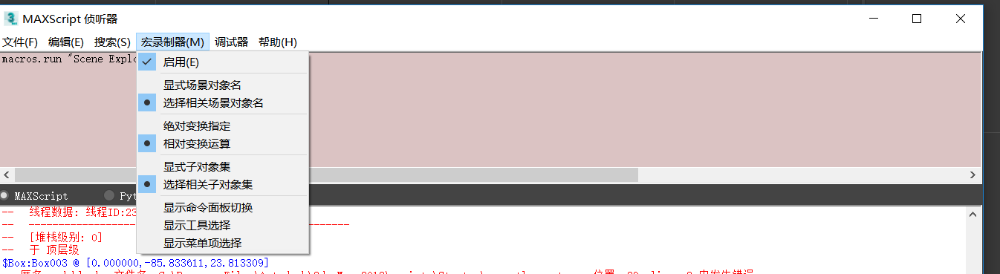 MAXScript 侦听器
文件(F) 编辑(E) 搜索(S) 宏录制器(M) 调试器 帮助(H)
macros.run "Scene Explo
启用(E)
显式场景对象名
选择相关场景对象名
绝对变换指定
相对变换运算
显式子对象集
选择相关子对象集
显示命令面板切换
显示工具选择
显示菜单项选择
MAXScript Pyt
-- 线程数据: 线程ID:23
-- [堆栈级别: 0]
-- 于 顶层级
$Box:Box003 @ [0.000000,-85.833611,23.813309]